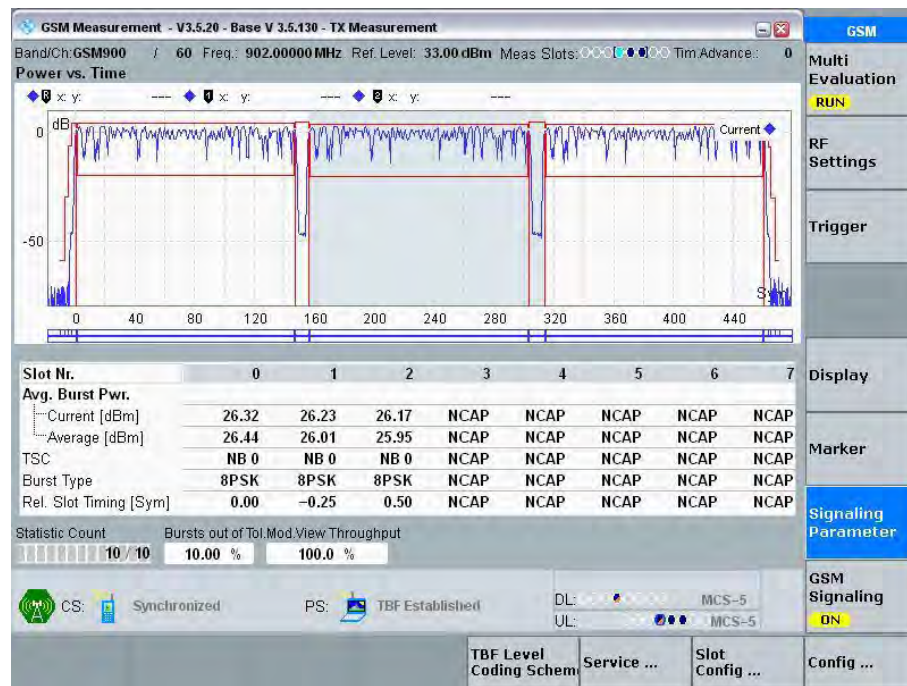 GSM Measurement - V3.5.20 - Base V 3.5.130 - TX Measurement
GSM
Band/Ch:GSM900 / 60 Freq.: 902.00000 MHz Ref. Level: 33.00 dBm Meas Slots: Tim.Advance.: 0
Power vs. Time
Multi Evaluation
RUN
R x: y: --- 1 x: y: --- 2 x: y: ---
dB
Current
0
-50
0 40 80 120 160 200 240 280 320 360 400 440
RF Settings
Trigger
Slot Nr. 0 1 2 3 4 5 6 7
Avg. Burst Pwr.
Current [dBm] 26.32 26.23 26.17 NCAP NCAP NCAP NCAP NCAP
Average [dBm] 26.44 26.01 25.95 NCAP NCAP NCAP NCAP NCAP
TSC NB 0 NB 0 NB 0 NCAP NCAP NCAP NCAP NCAP
Burst Type 8PSK 8PSK 8PSK NCAP NCAP NCAP NCAP NCAP
Rel. Slot Timing [Sym] 0.00 -0.25 0.50 NCAP NCAP NCAP NCAP NCAP
Display
Marker
Signaling Parameter
Statistic Count Bursts out of Tol. Mod.View Throughput
10 / 10 10.00 % 100.0 %
CS: Synchronized PS: TBF Established DL: MCS-5
UL: MCS-5
GSM Signaling
ON
TBF Level Coding Schem
Service ...
Slot Config ...
Config ...